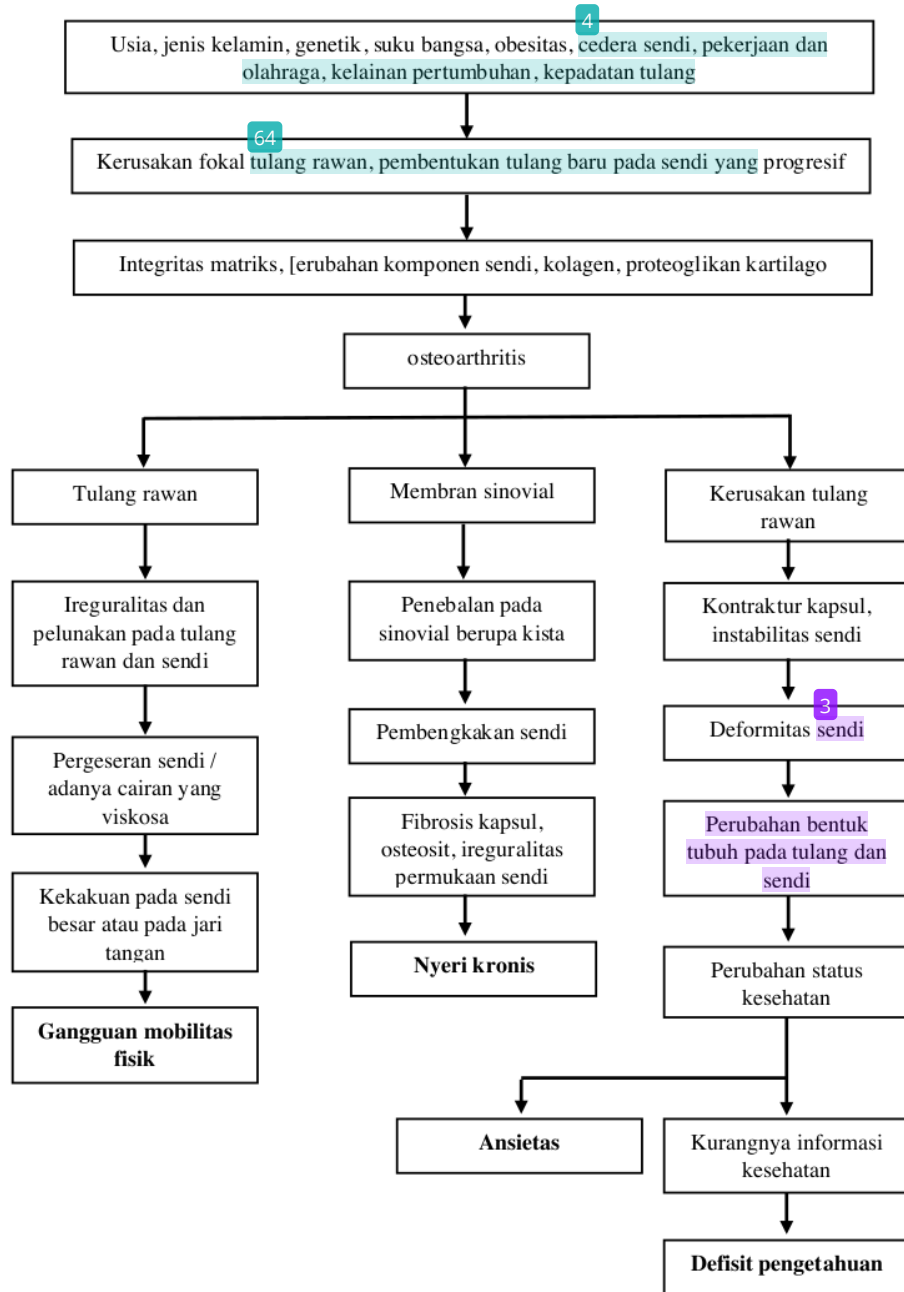 4
Usia, jenis kelamin, genetik, suku bangsa, obesitas, cedera sendi, pekerjaan dan
olahraga, kelainan pertumbuhan, kepadatan tulang
64
Kerusakan fokal tulang rawan, pembentukan tulang baru pada sendi yang progresif
Integritas matriks, [erubahan komponen sendi, kolagen, proteoglikan kartilago
osteoarthritis
Tulang rawan
Ireguralitas dan
pelunakan pada tulang
rawan dan sendi
Pergeseran sendi /
adanya cairan yang
viskosa
Kekakuan pada sendi
besar atau pada jari
tangan
Gangguan mobilitas
fisik
Membran sinovial
Penebalan pada
sinovial berupa kista
Pembengkakan sendi
Fibrosis kapsul,
osteosit, ireguralitas
permukaan sendi
Nyeri kronis
Kerusakan tulang
rawan
Kontraktur kapsul,
instabilitas sendi
3
Deformitas sendi
Perubahan bentuk
tubuh pada tulang dan
sendi
Perubahan status
kesehatan
Ansietas
Kurangnya informasi
kesehatan
Defisit pengetahuan